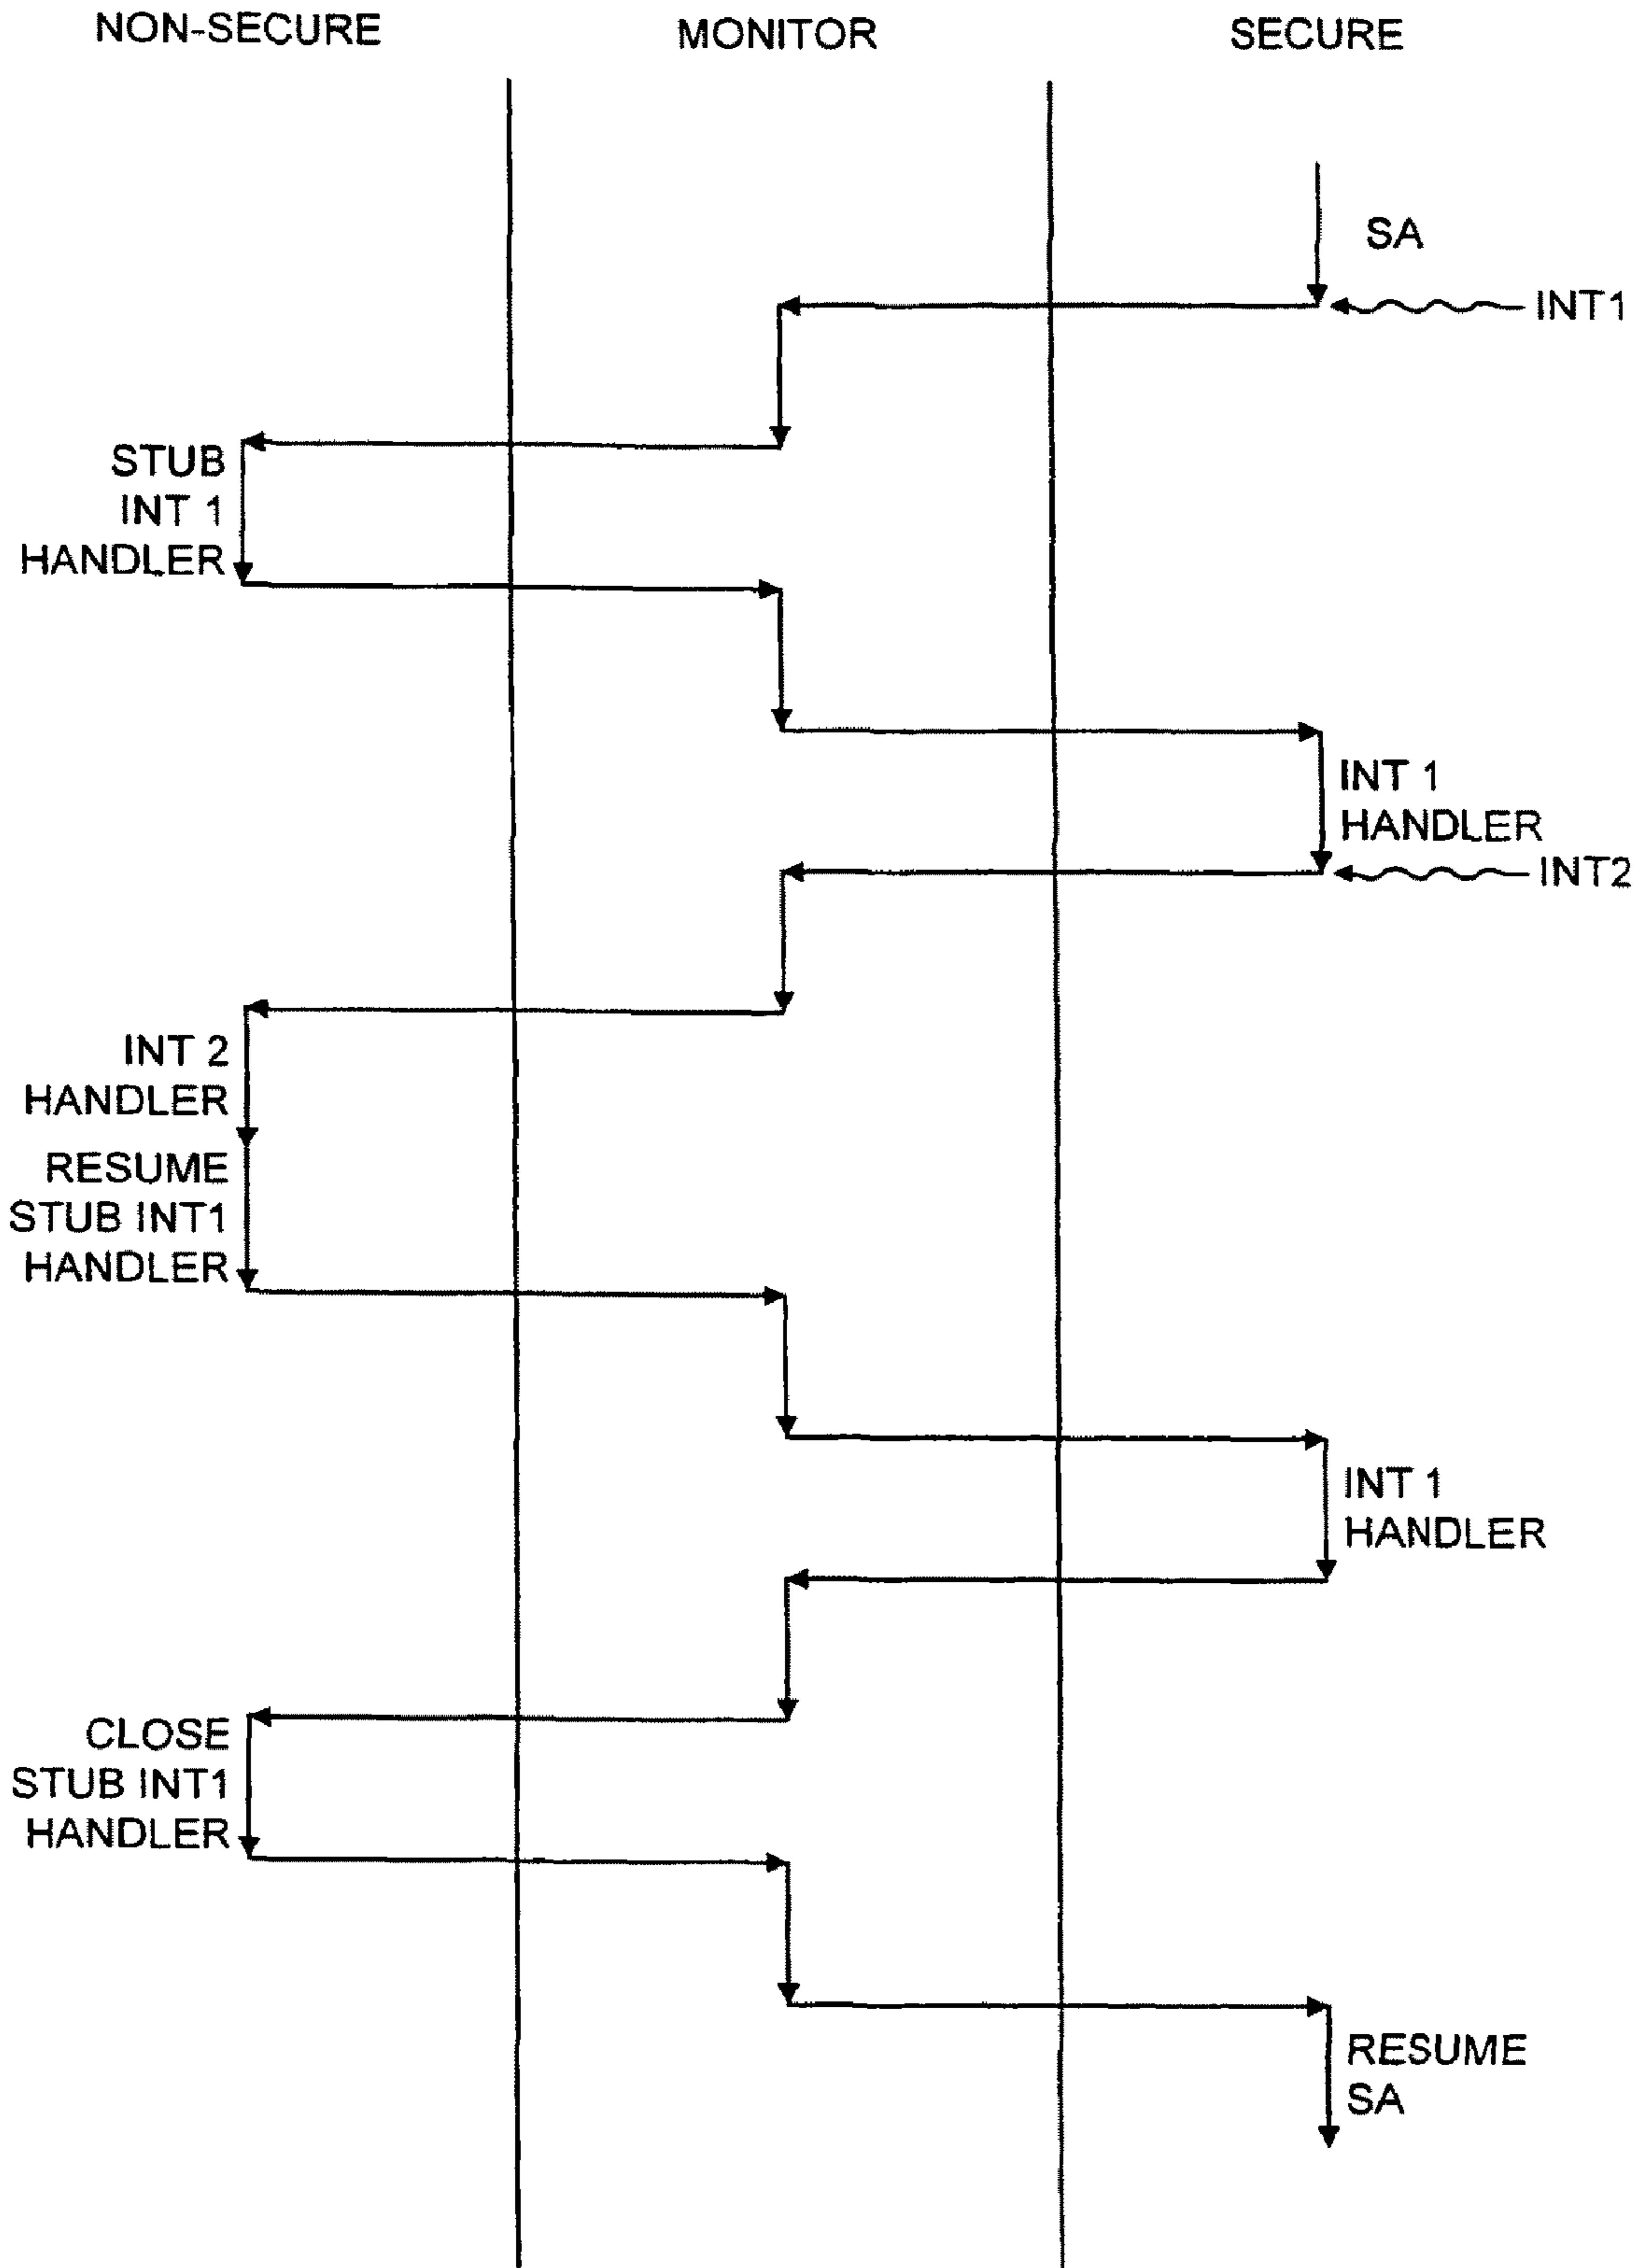 NON-SECURE MONITOR SECURE
SA
INT1
STUB
INT 1
HANDLER
INT 1
HANDLER
INT2
INT 2
HANDLER
RESUME
STUB INT1
HANDLER
INT 1
HANDLER
CLOSE
STUB INT1
HANDLER
RESUME
SA